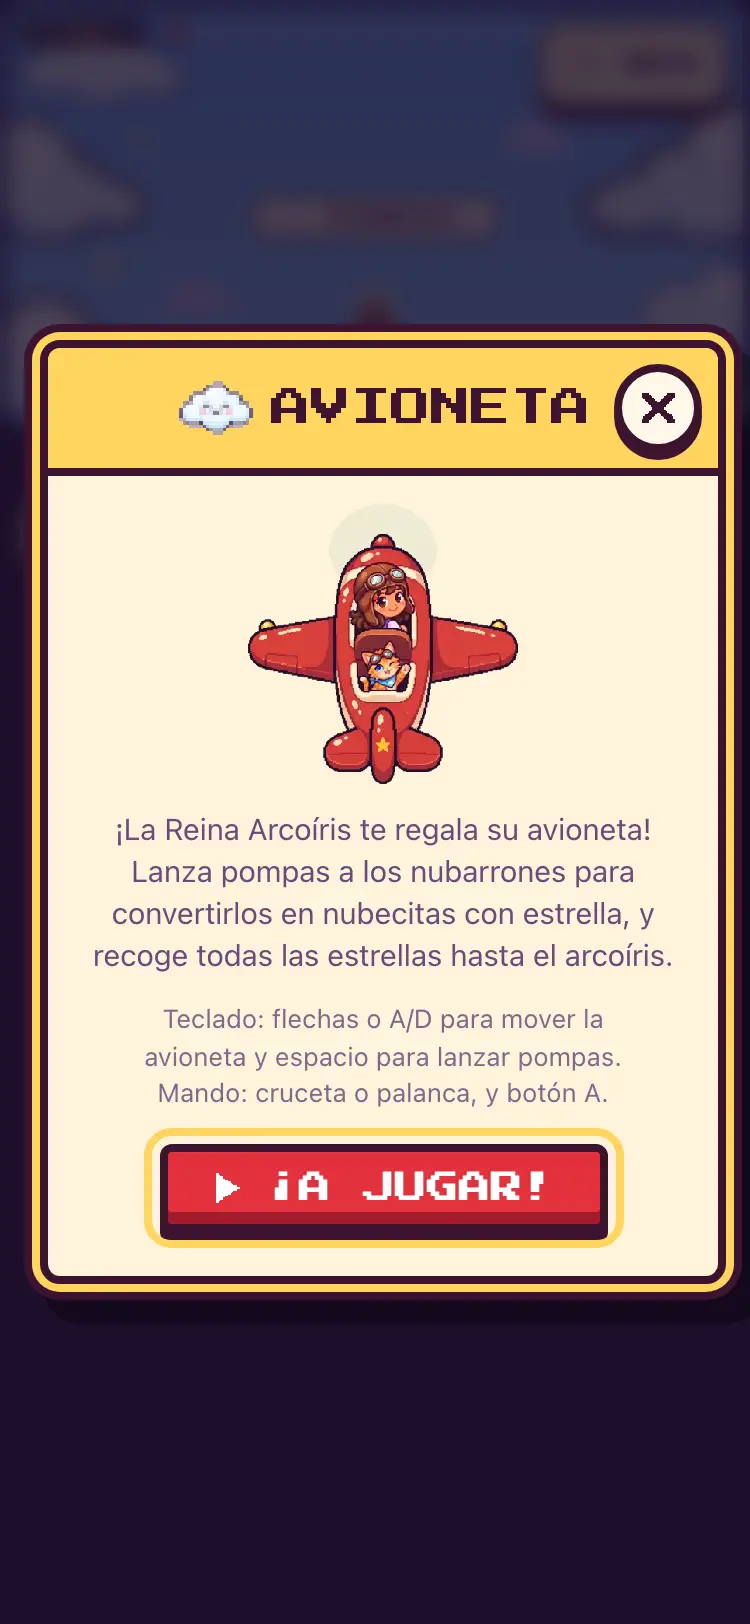 AVIONETA
¡La Reina Arcoíris te regala su avioneta!
Lanza pompas a los nubarrones para
convertirlos en nubecitas con estrella, y
recoge todas las estrellas hasta el arcoíris.
Teclado: flechas o A/D para mover la
avioneta y espacio para lanzar pompas.
Mando: cruceta o palanca, y botón A.
¡A JUGAR!